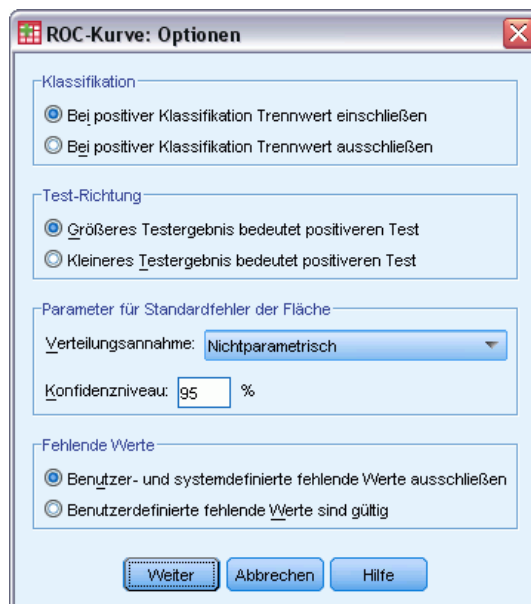 ROC-Kurve: Optionen
Klassifikation
Bei positiver Klassifikation Trennwert einschließen
Bei positiver Klassifikation Trennwert ausschließen
Test-Richtung
Größeres Testergebnis bedeutet positiveren Test
Kleineres Testergebnis bedeutet positiveren Test
Parameter für Standardfehler der Fläche
Verteilungsannahme: Nichtparametrisch
Konfidenzniveau: 95 %
Fehlende Werte
Benutzer- und systemdefinierte fehlende Werte ausschließen
Benutzerdefinierte fehlende Werte sind gültig
Weiter Abbrechen Hilfe